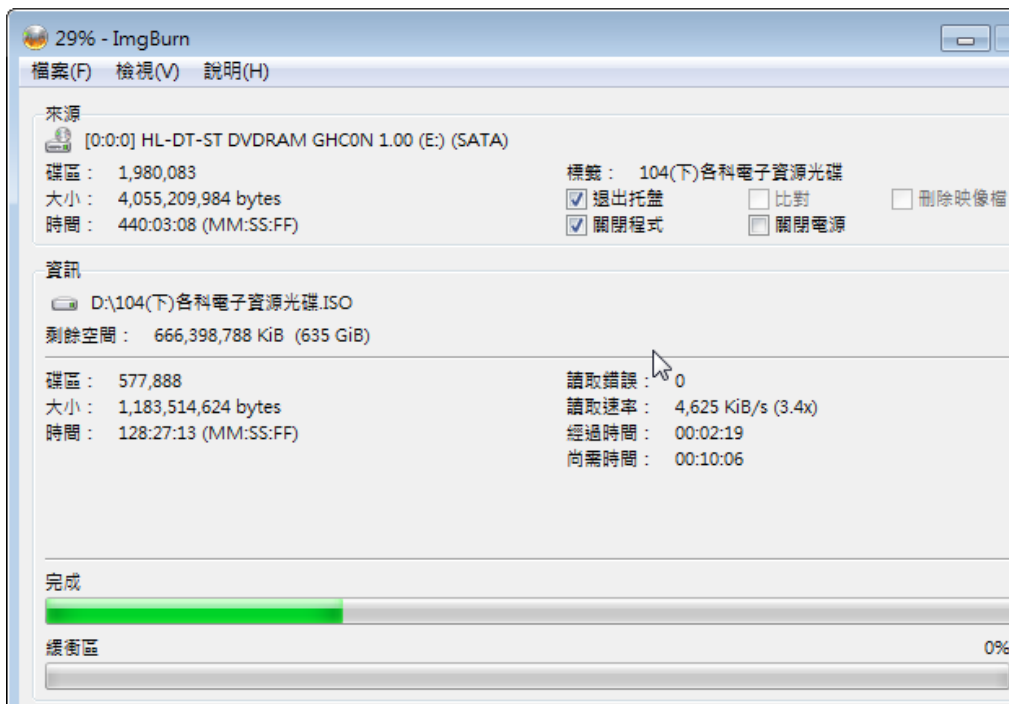 29% - ImgBurn
檔案(F) 檢視(V) 說明(H)
來源
[0:0:0] HL-DT-ST DVDRAM GHC0N 1.00 (E:) (SATA)
磔區： 1,980,083 標籤： 104(下)各科電子資源光碟
大小： 4,055,209,984 bytes 退出托盤 比對 刪除映像檔
時間： 440:03:08 (MM:SS:FF) 關閉程式 關閉電源
資訊
D:\104(下)各科電子資源光碟.ISO
剩餘空間： 666,398,788 KiB (635 GiB)
磔區： 577,888 讀取錯誤： 0
大小： 1,183,514,624 bytes 讀取速率： 4,625 KiB/s (3.4x)
時間： 128:27:13 (MM:SS:FF) 經過時間： 00:02:19
尚需時間： 00:10:06
完成
緩衝區 0%